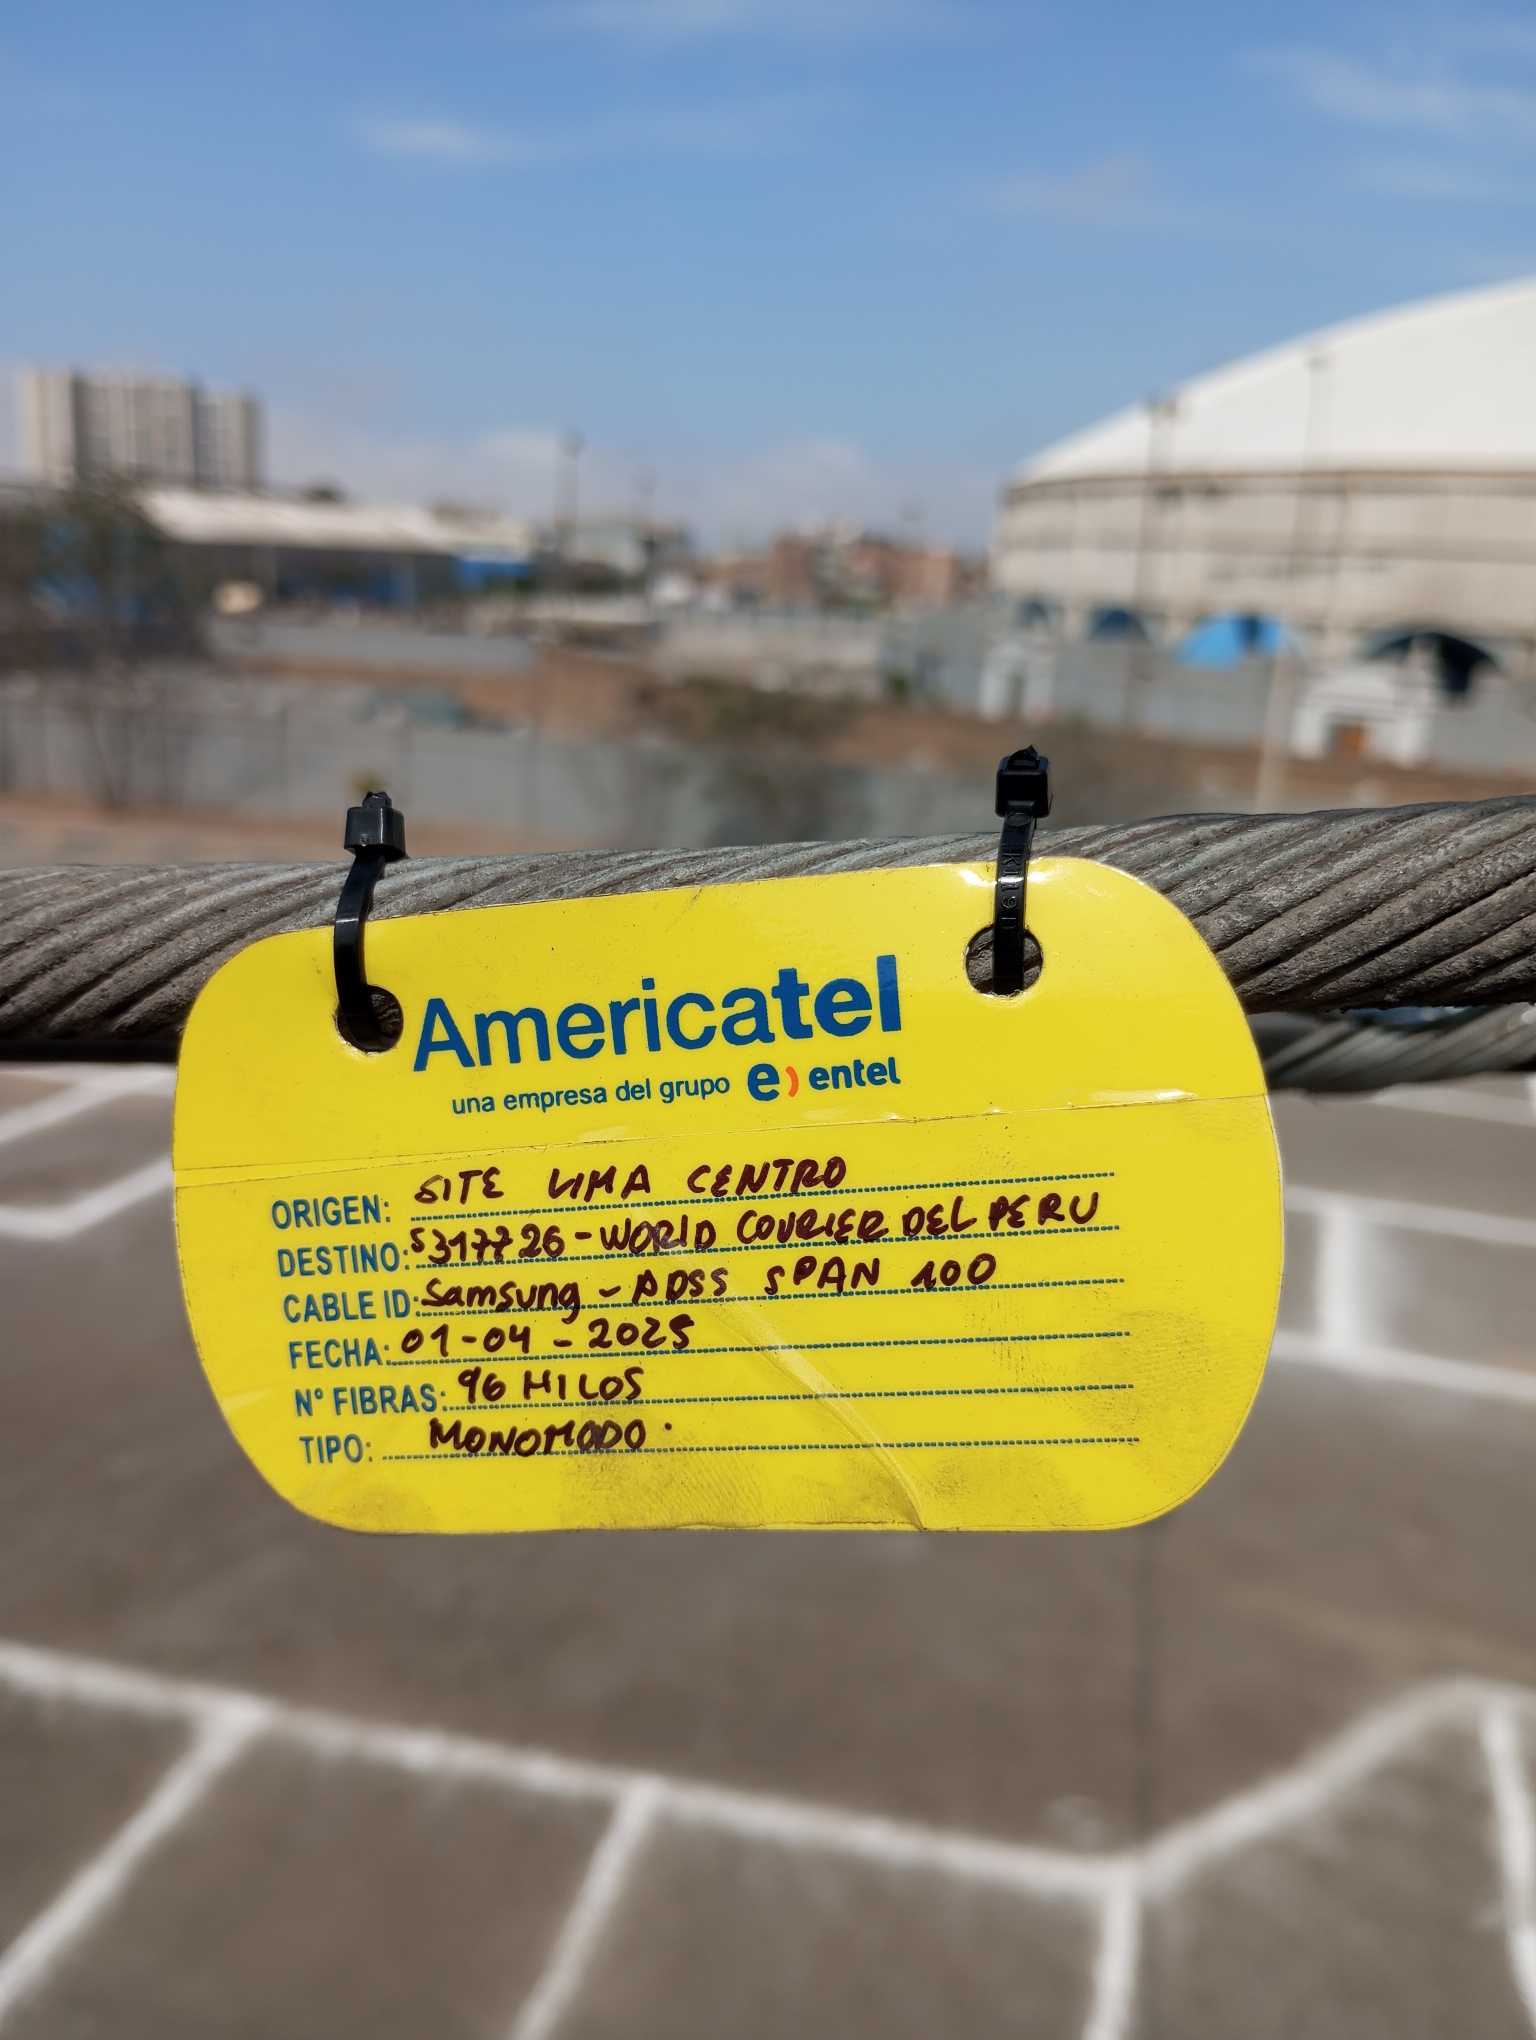 Americatel
una empresa del grupo e) entel
ORIGEN: SITE LIMA CENTRO
DESTINO: S317726-WORLD COURIER DEL PERU
CABLE ID: Samsung - ADSS SPAN 100
FECHA: 01-04-2025
N° FIBRAS: 96 HILOS
TIPO: MONOMODO.